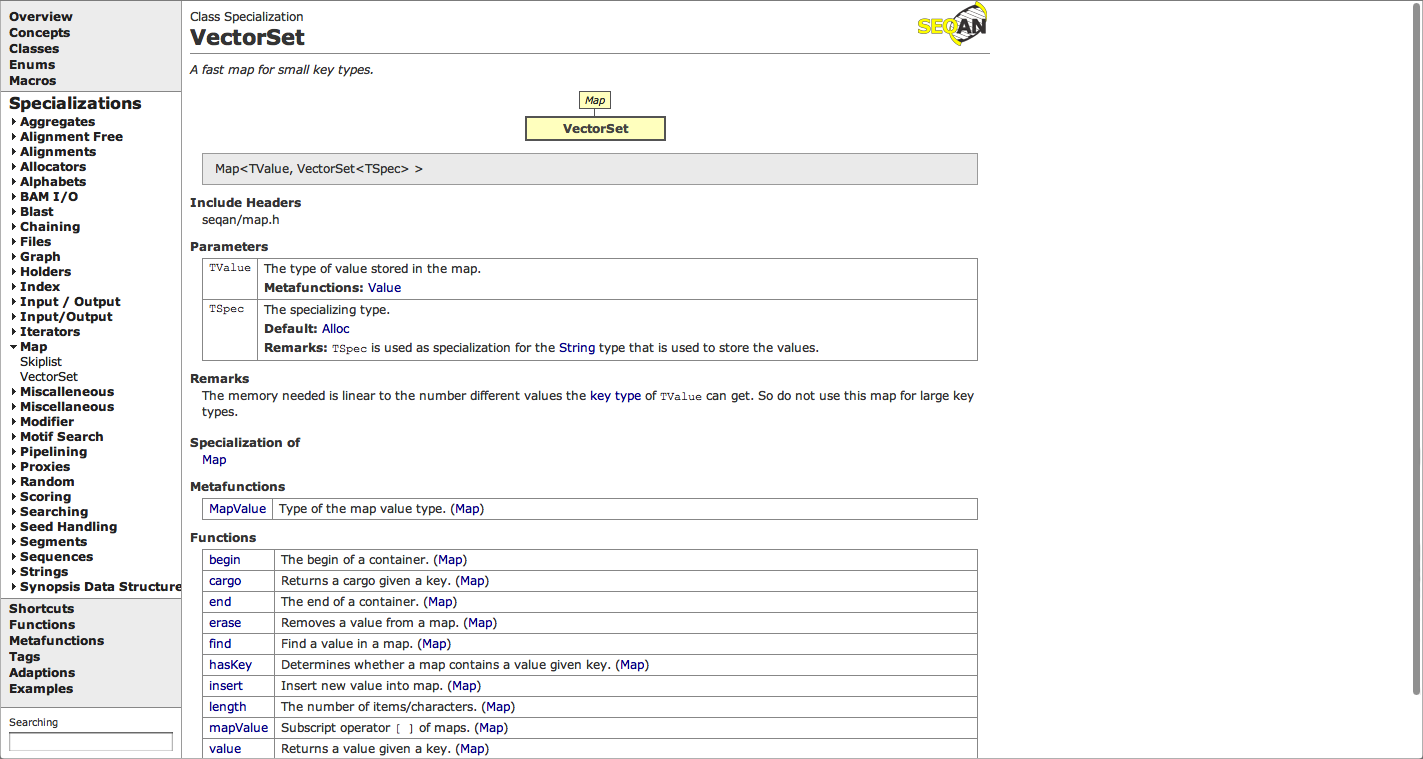 Overview
Concepts
Classes
Enums
Macros
Specializations
Aggregates
Alignment Free
Alignments
Allocators
Alphabets
BAM I/O
Blast
Chaining
Files
Graph
Holders
Index
Input / Output
Input/Output
Iterators
Map
Skiplist
VectorSet
Miscalleneous
Miscellaneous
Modifier
Motif Search
Pipelining
Proxies
Random
Scoring
Searching
Seed Handling
Segments
Sequences
Strings
Synopsis Data Structure
Shortcuts
Functions
Metafunctions
Tags
Adaptions
Examples
Searching
Class Specialization
VectorSet
SEQAN
A fast map for small key types.
Map
VectorSet
Map<TValue, VectorSet<TSpec> >
Include Headers
seqan/map.h
Parameters
TValue The type of value stored in the map.
Metafunctions: Value
TSpec The specializing type.
Default: Alloc
Remarks: TSpec is used as specialization for the String type that is used to store the values.
Remarks
The memory needed is linear to the number different values the key type of TValue can get. So do not use this map for large key
types.
Specialization of
Map
Metafunctions
MapValue Type of the map value type. (Map)
Functions
begin The begin of a container. (Map)
cargo Returns a cargo given a key. (Map)
end The end of a container. (Map)
erase Removes a value from a map. (Map)
find Find a value in a map. (Map)
hasKey Determines whether a map contains a value given key. (Map)
insert Insert new value into map. (Map)
length The number of items/characters. (Map)
mapValue Subscript operator [ ] of maps. (Map)
value Returns a value given a key. (Map)